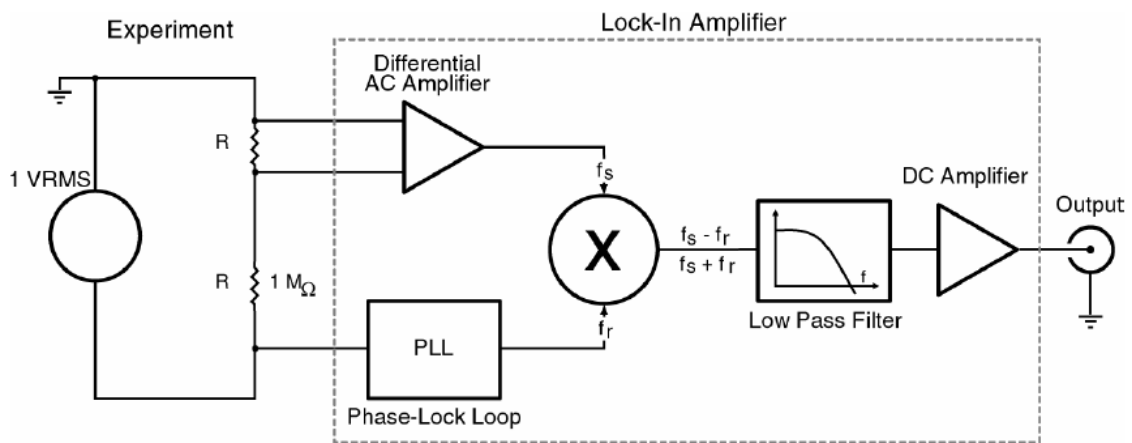 Experiment
Lock-In Amplifier
Differential
AC Amplifier
R
1 VRMS
fs
DC Amplifier
Output
X
fs - fr
fs + fr
f
R
1 MΩ
Low Pass Filter
fr
PLL
Phase-Lock Loop